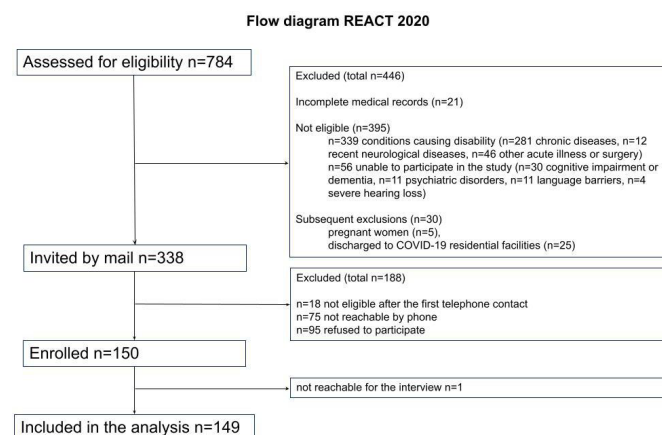 Flow diagram REACT 2020
Assessed for eligibility n=784
Excluded (total n=446)
Incomplete medical records (n=21)
Not eligible (n=395)
n=339 conditions causing disability (n=281 chronic diseases, n=12
recent neurological diseases, n=46 other acute illness or surgery)
n=56 unable to participate in the study (n=30 cognitive impairment or
dementia, n=11 psychiatric disorders, n=11 language barriers, n=4
severe hearing loss)
Subsequent exclusions (n=30)
pregnant women (n=5),
discharged to COVID-19 residential facilities (n=25)
Invited by mail n=338
Excluded (total n=188)
n=18 not eligible after the first telephone contact
n=75 not reachable by phone
n=95 refused to participate
Enrolled n=150
not reachable for the interview n=1
Included in the analysis n=149